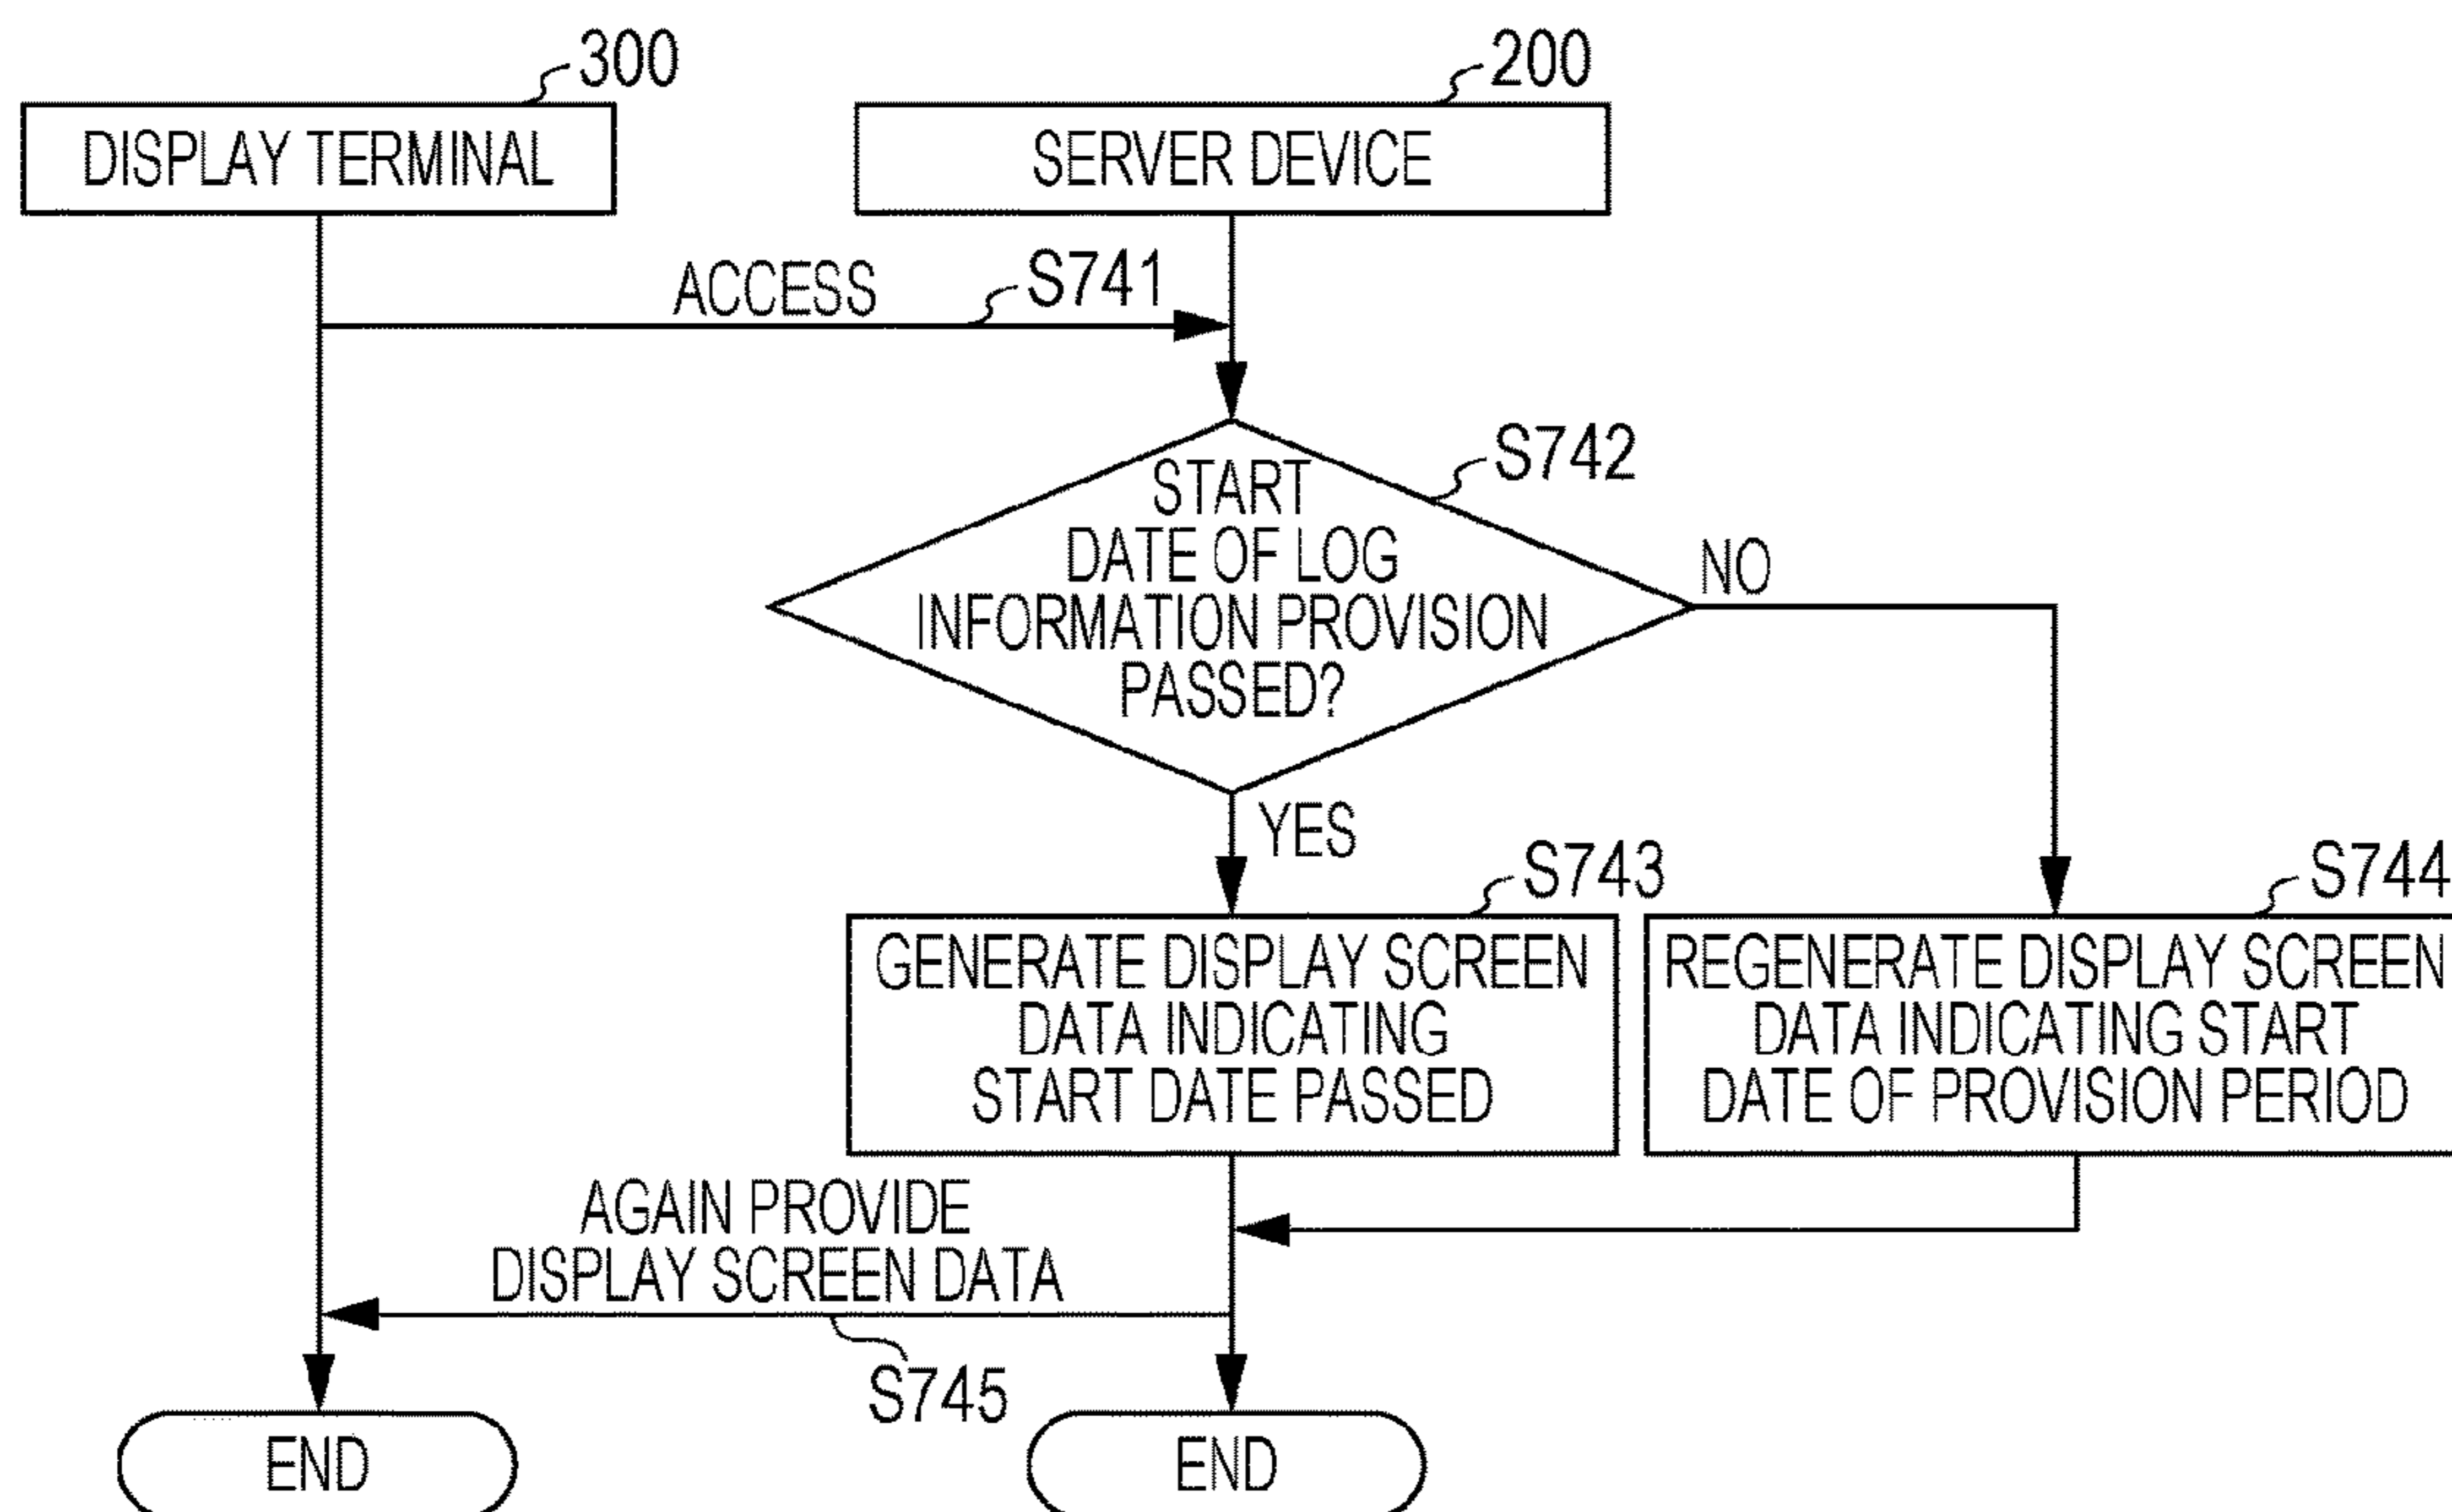 300
200
DISPLAY TERMINAL
SERVER DEVICE
ACCESS
S741
S742
START
DATE OF LOG
INFORMATION PROVISION
PASSED?
NO
YES
S743
S744
GENERATE DISPLAY SCREEN
DATA INDICATING
START DATE PASSED
REGENERATE DISPLAY SCREEN
DATA INDICATING START
DATE OF PROVISION PERIOD
AGAIN PROVIDE
DISPLAY SCREEN DATA
S745
END
END